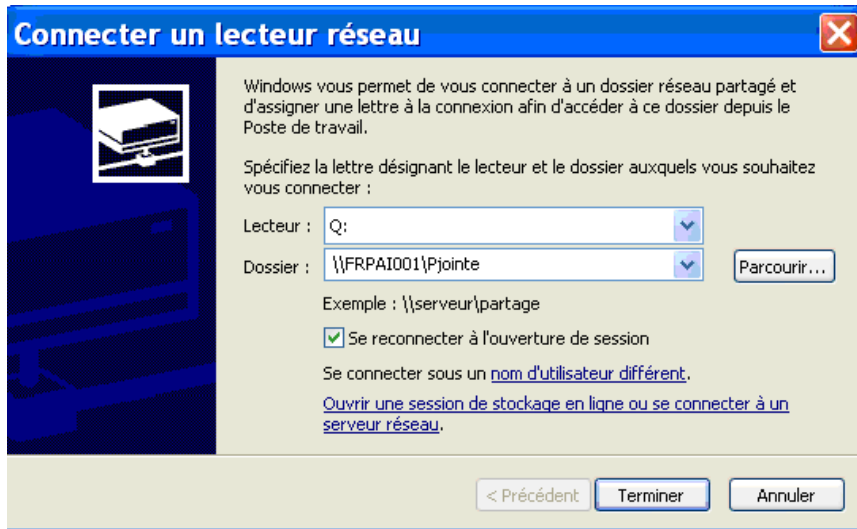 Connecter un lecteur réseau
Windows vous permet de vous connecter à un dossier réseau partagé et
d'assigner une lettre à la connexion afin d'accéder à ce dossier depuis le
Poste de travail.
Spécifiez la lettre désignant le lecteur et le dossier auxquels vous souhaitez
vous connecter :
Lecteur : Q:
Dossier : \\FRPAI001\Pjointe Parcourir...
Exemple : \\serveur\partage
Se reconnecter à l'ouverture de session
Se connecter sous un nom d'utilisateur différent.
Ouvrir une session de stockage en ligne ou se connecter à un
serveur réseau.
< Précédent Terminer Annuler